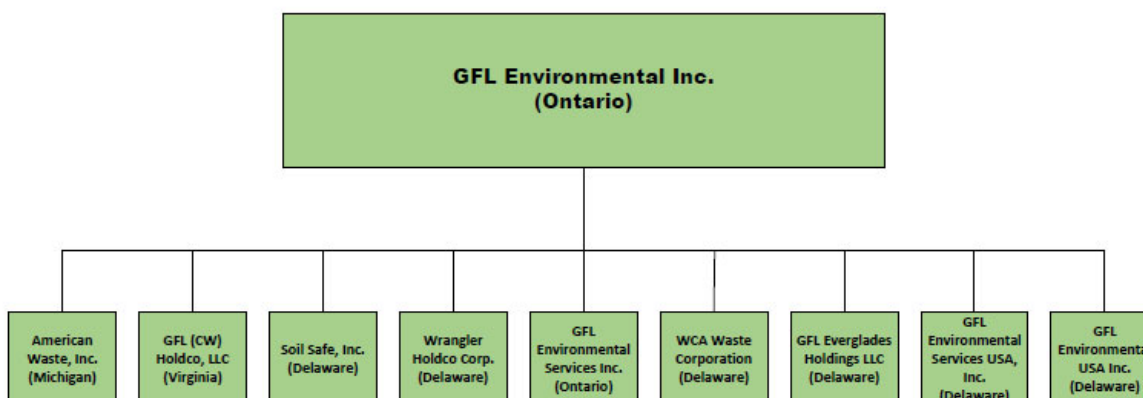 GFL Environmental Inc.
(Ontario)
American
Waste, Inc.
(Michigan)
GFL (CW)
Holdco, LLC
(Virginia)
Soil Safe, Inc.
(Delaware)
Wrangler
Holdco Corp.
(Delaware)
GFL
Environmental
Services Inc.
(Ontario)
WCA Waste
Corporation
(Delaware)
GFL Everglades
Holdings LLC
(Delaware)
GFL
Environmental
Services USA,
Inc.
(Delaware)
GFL
Environmenta
USA Inc.
(Delaware)